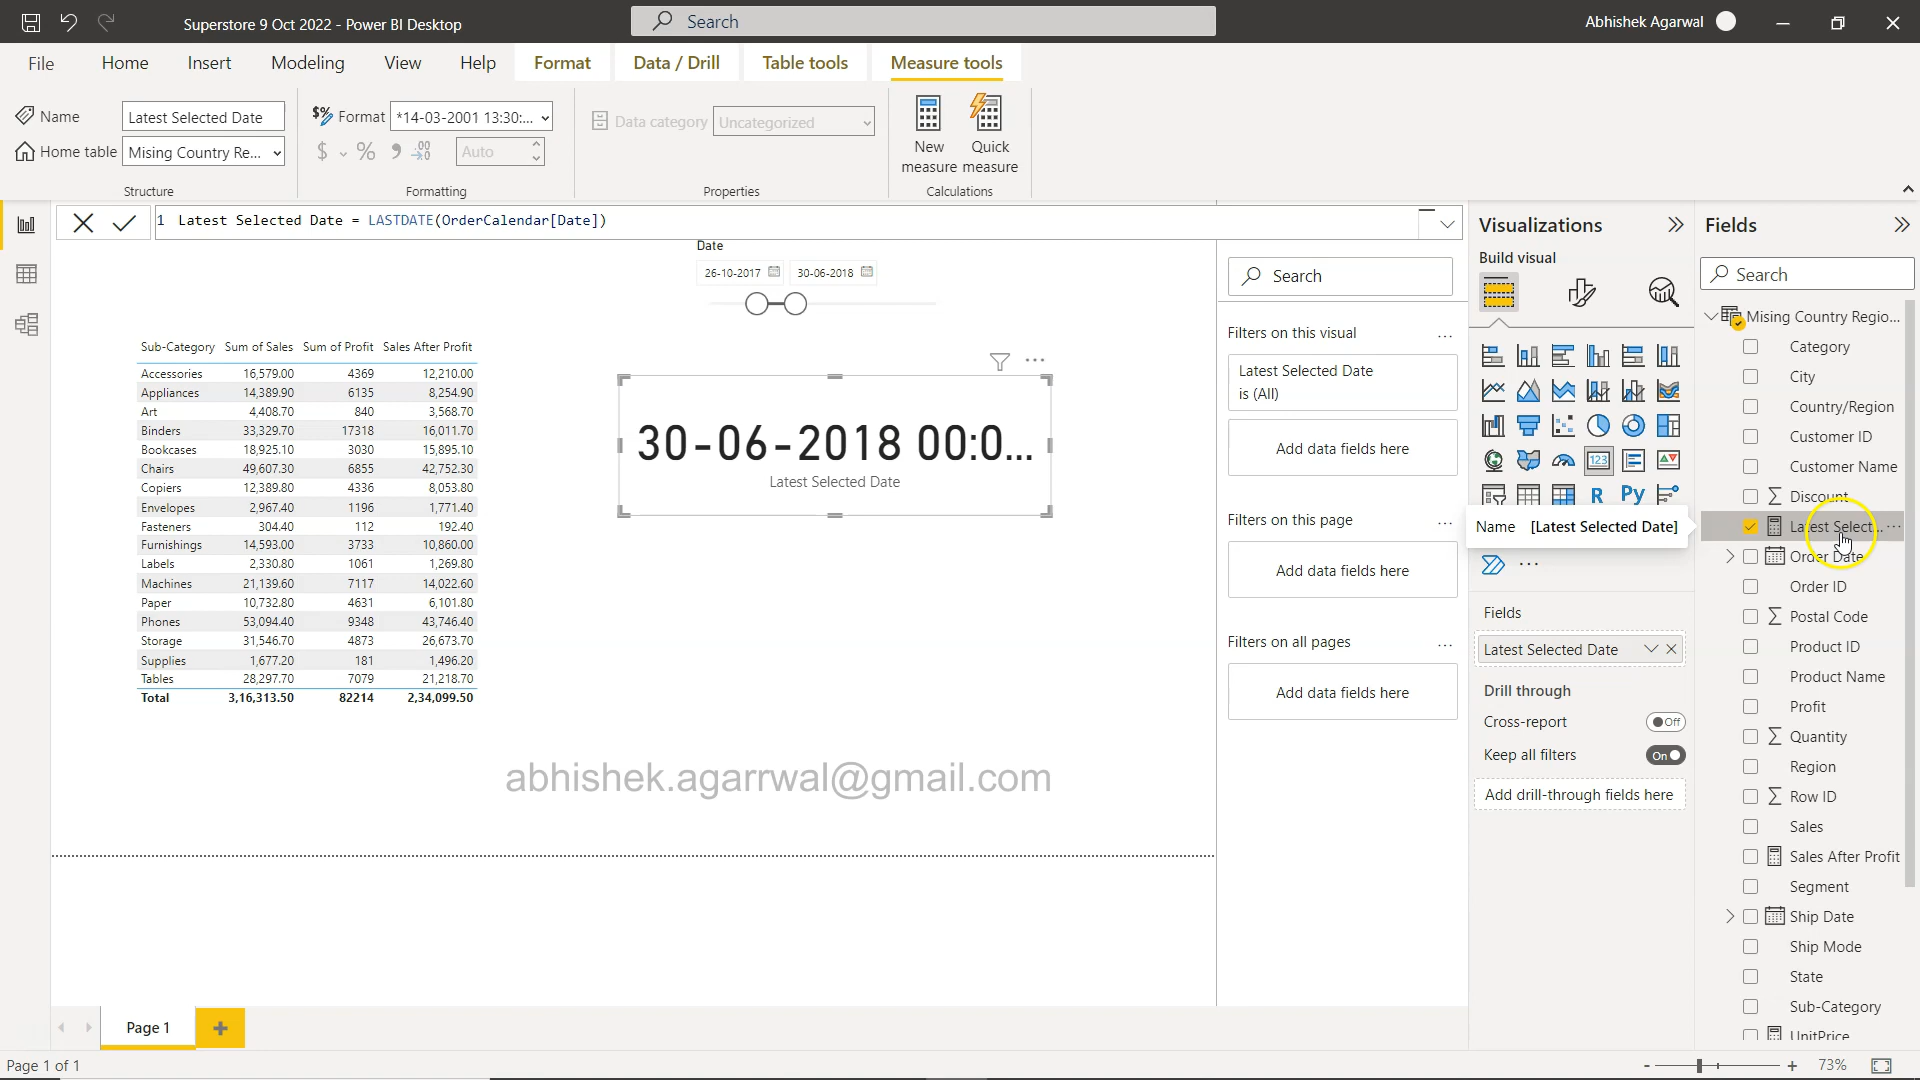 Superstore 9 Oct 2022 - Power BI Desktop
Search
Abhishek Agarwal
File Home Insert Modeling View Help Format Data / Drill Table tools Measure tools
Name Latest Selected Date
Home table Mising Country Re...
Structure
$% Format *14-03-2001 13:30:...
$ % 9 .00 Auto
Formatting
Data category Uncategorized
Properties
New measure
Quick measure
Calculations
1 Latest Selected Date = LASTDATE(OrderCalendar[Date])
Date
26-10-2017 30-06-2018
Sub-Category Sum of Sales Sum of Profit Sales After Profit
Accessories 16,579.00 4369 12,210.00
Appliances 14,389.90 6135 8,254.90
Art 4,408.70 840 3,568.70
Binders 33,329.70 17318 16,011.70
Bookcases 18,925.10 3030 15,895.10
Chairs 49,607.30 6855 42,752.30
Copiers 12,389.80 4336 8,053.80
Envelopes 2,967.40 1196 1,771.40
Fasteners 304.40 112 192.40
Furnishings 14,593.00 3733 10,860.00
Labels 2,330.80 1061 1,269.80
Machines 21,139.60 7117 14,022.60
Paper 10,732.80 4631 6,101.80
Phones 53,094.40 9348 43,746.40
Storage 31,546.70 4873 26,673.70
Supplies 1,677.20 181 1,496.20
Tables 28,297.70 7079 21,218.70
Total 3,16,313.50 82214 2,34,099.50
30-06-2018 00:0...
Latest Selected Date
abhishek.agarrwal@gmail.com
Search
Filters on this visual ...
Latest Selected Date
is (All)
Add data fields here
Filters on this page ...
Add data fields here
Filters on all pages ...
Add data fields here
Visualizations
Build visual
123
R Py
Name [Latest Selected Date]
...
Fields
Latest Selected Date
Drill through
Cross-report Off
Keep all filters On
Add drill-through fields here
Fields
Search
Mising Country Regio...
Category
City
Country/Region
Customer ID
Customer Name
Discount
Latest Select... ...
Order Date
Order ID
Postal Code
Product ID
Product Name
Profit
Quantity
Region
Row ID
Sales
Sales After Profit
Segment
Ship Date
Ship Mode
State
Sub-Category
UnitPrice
Page 1
Page 1 of 1
- + 73%